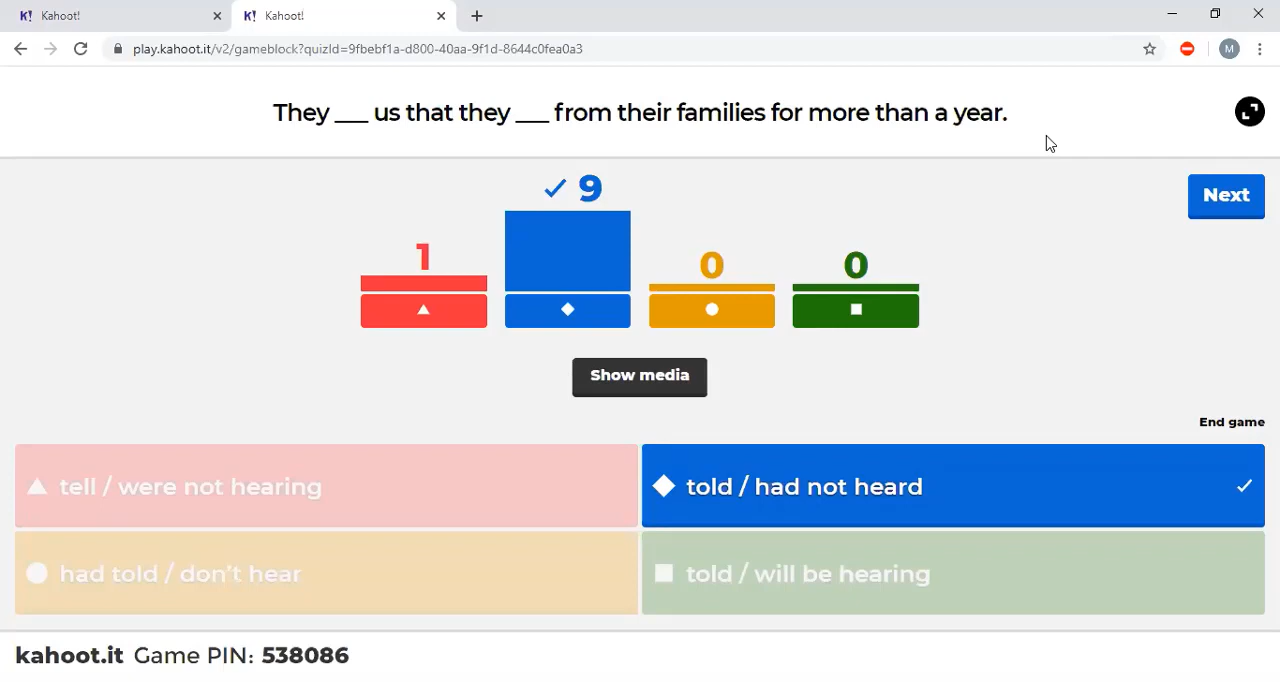 K! Kahoot!
K! Kahoot!
play.kahoot.it/v2/gameblock?quizId=9fbebf1a-d800-40aa-9f1d-8644c0fea0a3
M
They ___ us that they ___ from their families for more than a year.
Next
1
9
0
0
Show media
End game
tell / were not hearing
told / had not heard
had told / don't hear
told / will be hearing
kahoot.it Game PIN: 538086